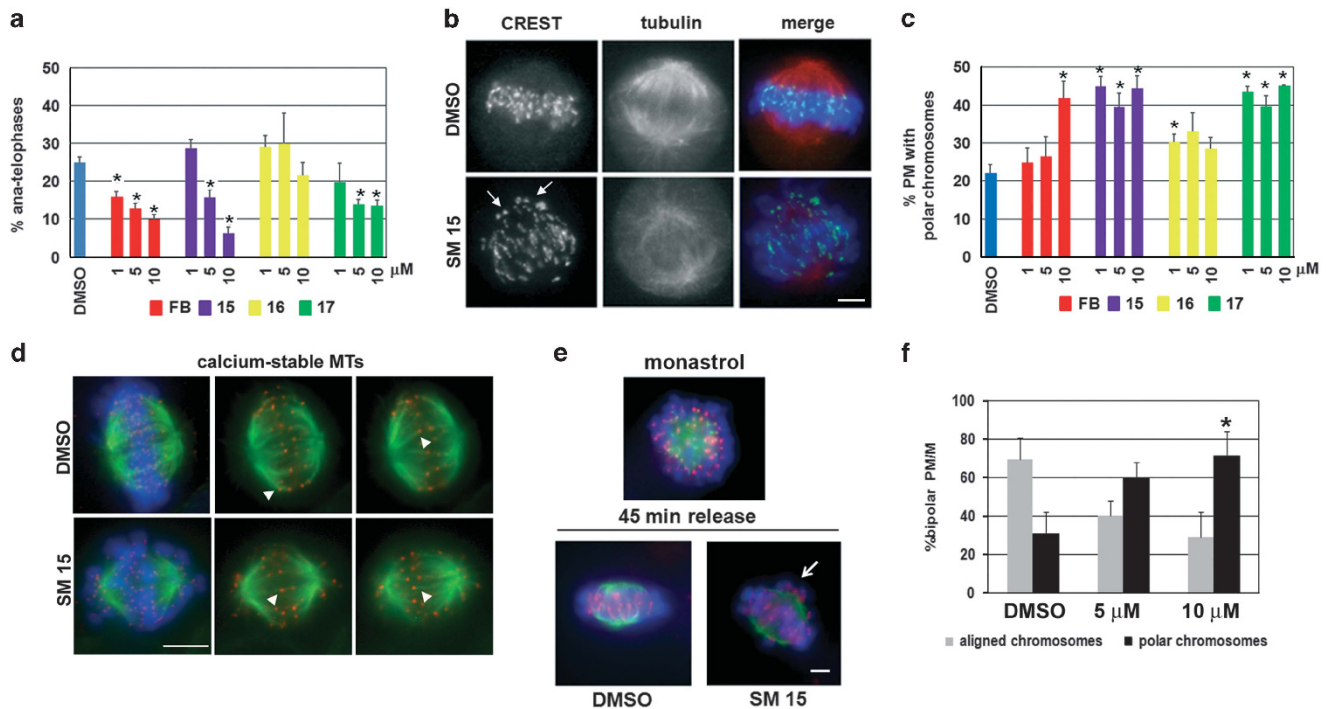 a
% ana-telophases
50
40
30
20
10
0
* * *
* *
* *
DMSO
1 5 10
1 5 10
1 5 10
1 5 10
μM
FB 15 16 17
b
CREST tubulin merge
DMSO
SM 15
c
% PM with
polar chromosomes
50
40
30
20
10
0
*
* * *
*
* * *
DMSO
1 5 10
1 5 10
1 5 10
1 5 10
μM
FB 15 16 17
d
calcium-stable MTs
DMSO
SM 15
e
monastrol
45 min release
DMSO SM 15
f
%bipolar PM/M
100
80
60
40
20
0
*
DMSO 5 μM 10 μM
aligned chromosomes polar chromosomes